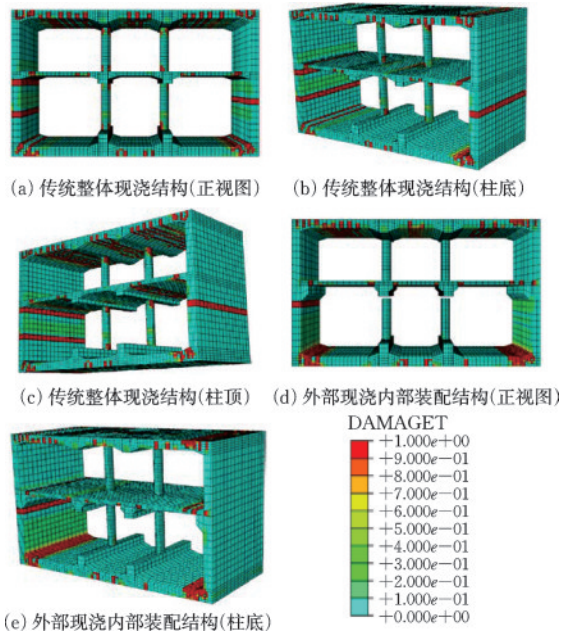 (a) 传统整体现浇结构(正视图)
(b) 传统整体现浇结构(柱底)
(c) 传统整体现浇结构(柱顶)
(d) 外部现浇内部装配结构(正视图)
DAMAGET
+1.000e+00
+9.000e−01
+8.000e−01
+7.000e−01
+6.000e−01
+5.000e−01
+4.000e−01
+3.000e−01
+2.000e−01
+1.000e−01
+0.000e+00
(e) 外部现浇内部装配结构(柱底)